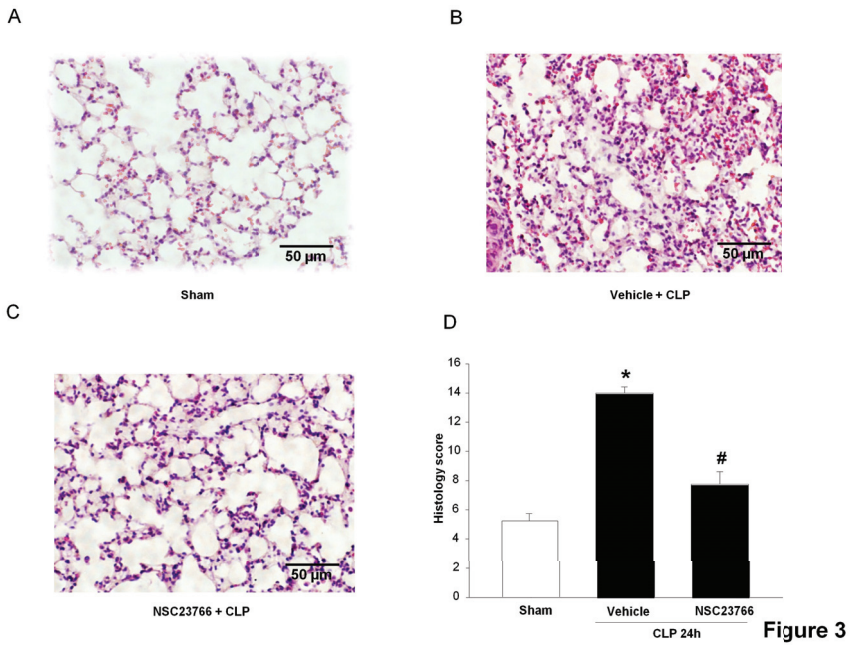 A
B
50 µm
50 µm
Sham
Vehicle + CLP
C
D
50 µm
NSC23766 + CLP
Histology score
16
14
12
10
8
6
4
2
0
*
#
Sham
Vehicle
NSC23766
CLP 24h
Figure 3